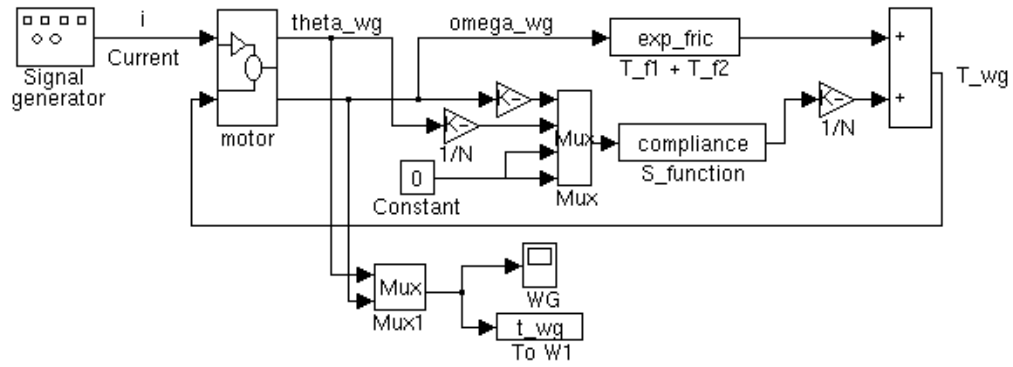 i
theta_wg
omega_wg
exp_fric
+
Current
T_f1 + T_f2
T_wg
Signal
generator
K-
+
motor
K-
Mux
compliance
K-
1/N
1/N
S_function
0
Constant
Mux
Mux
WG
Mux1
t_wg
To W1